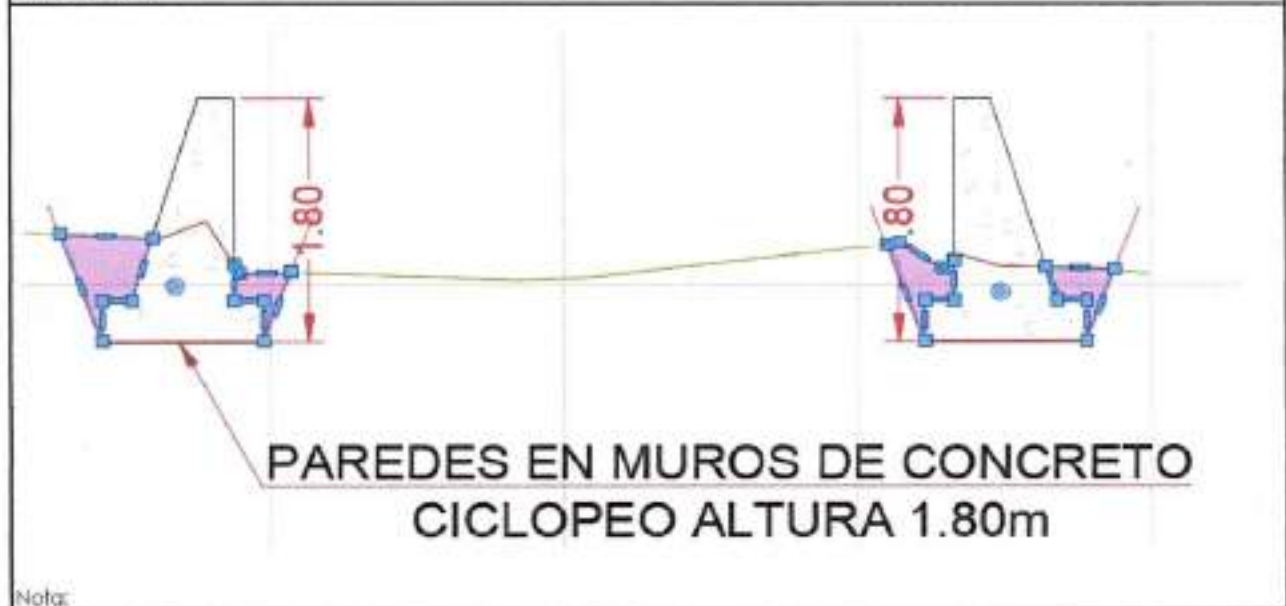 1.80
.80
PAREDES EN MUROS DE CONCRETO
CICLOPEO ALTURA 1.80m
Nota: